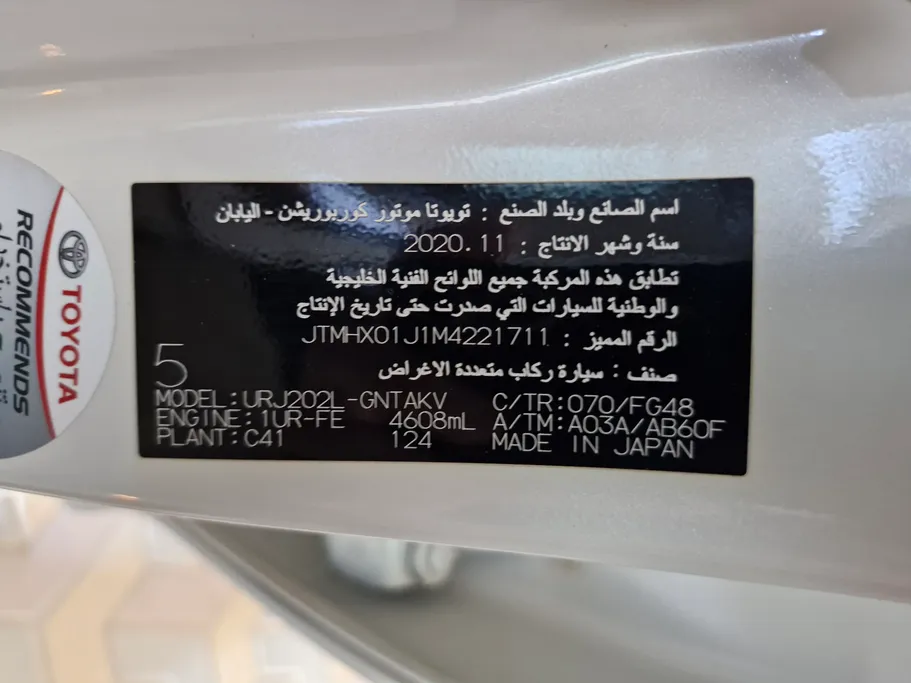 اسم الصانع وبلد الصنع : تويوتا موتور كوربوريشن - اليابان
سنة وشهر الانتاج : 2020.11
تطابق هذه المركبة جميع اللوائح الفنية الخليجية
والوطنية للسيارات التي صدرت حتى تاريخ الإنتاج
الرقم المميز : JTMHX01J1M4221711
صنف : سيارة ركاب متعددة الاغراض
5
MODEL:URJ202L-GNTAKV C/TR:070/FG48
ENGINE:1UR-FE 4608mL A/TM:A03A/AB60F
PLANT:C41 124 MADE IN JAPAN
TOYOTA
RECOMMENDS